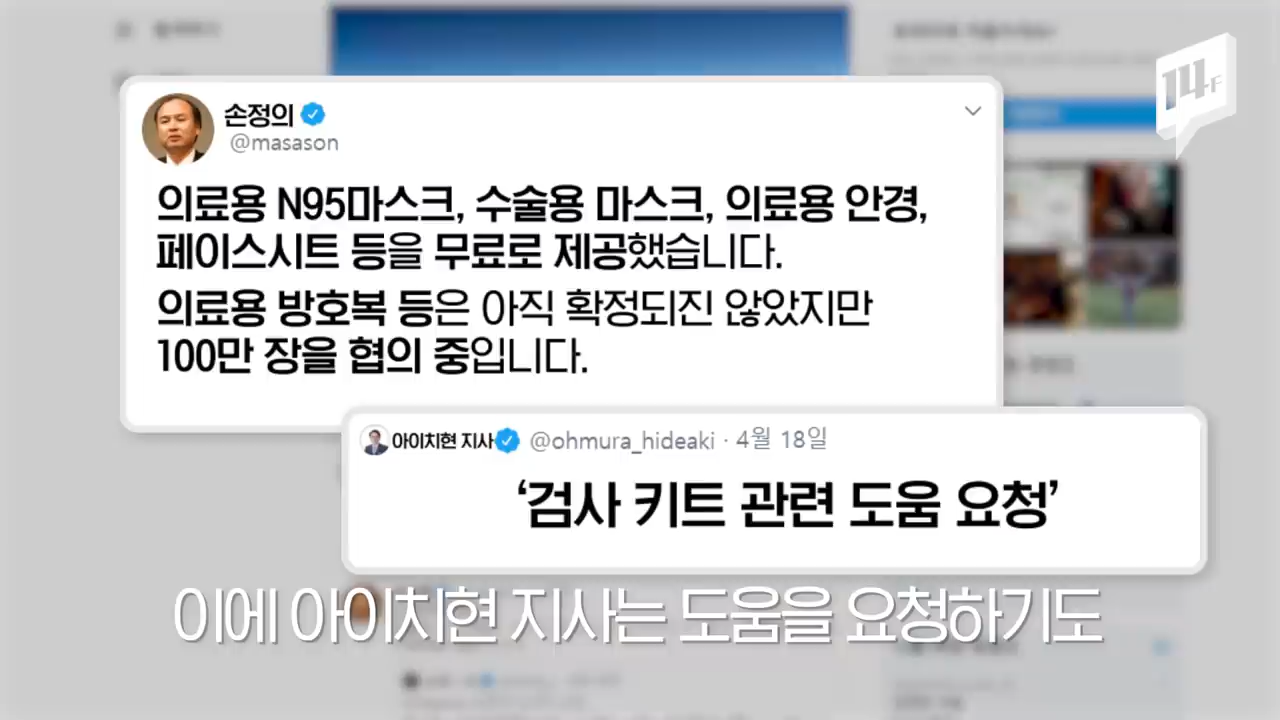 14F
손정의
@masason
의료용 N95마스크, 수술용 마스크, 의료용 안경,
페이스시트 등을 무료로 제공했습니다.
의료용 방호복 등은 아직 확정되진 않았지만
100만 장을 협의 중입니다.
아이치현 지사 @ohmura_hideaki · 4월 18일
‘검사 키트 관련 도움 요청’
이에 아이치현 지사는 도움을 요청하기도